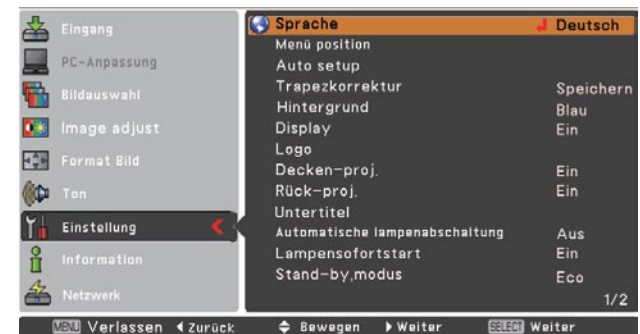 Eingang
PC-Anpassung
Bildauswahl
Image adjust
Format Bild
Ton
Einstellung
Information
Netzwerk
Sprache Deutsch
Menü position
Auto setup
Trapezkorrektur Speichern
Hintergrund Blau
Display Ein
Logo
Decken-proj. Ein
Rück-proj. Ein
Untertitel
Automatische lampenabschaltung Aus
Lampensofortstart Ein
Stand-by,modus Eco
1/2
MENU Verlassen Zurück Bewegen Weiter SELECT Weiter